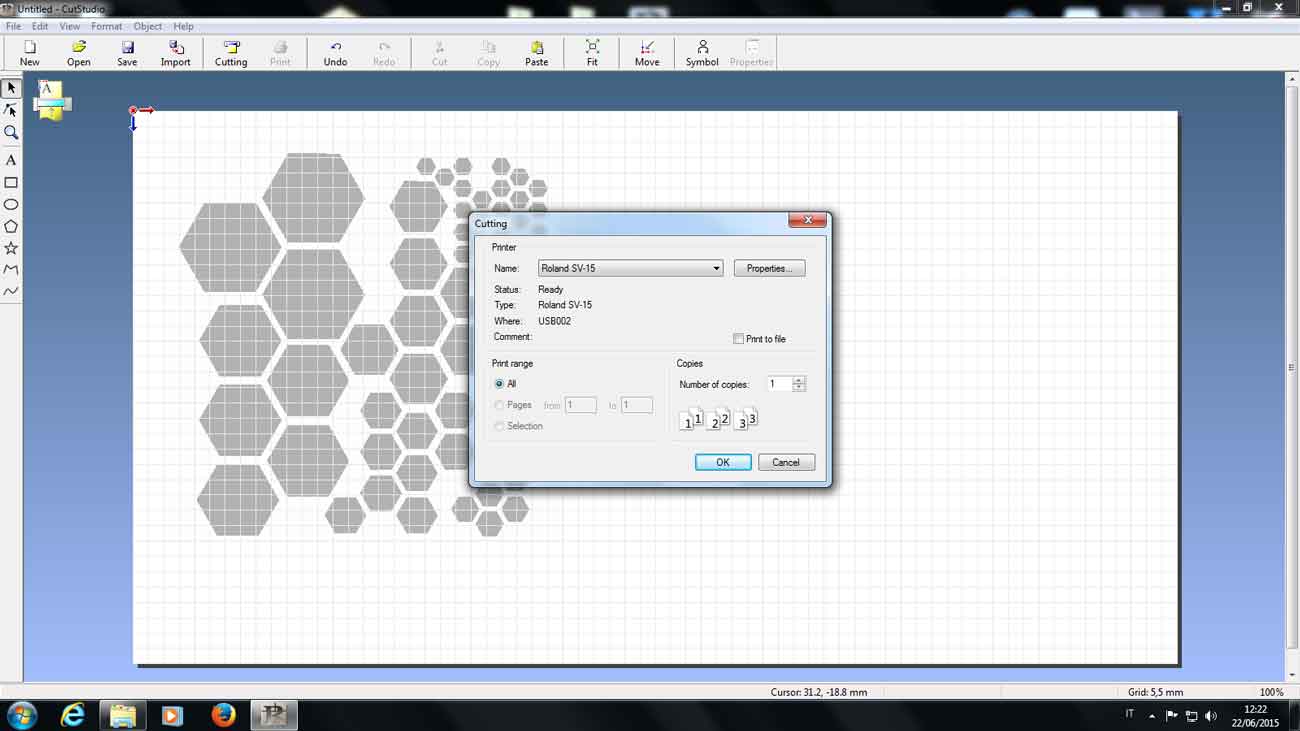 Untitled - CutStudio
File Edit View Format Object Help
New Open Save Import Cutting Print Undo Redo Cut Copy Paste Fit Move Symbol Properties
A
A
Cutting
Printer
Name: Roland SV-15 Properties...
Status: Ready
Type: Roland SV-15
Where: USB002
Comment:
Print to file
Print range
All
Pages from 1 to 1
Selection
Copies
Number of copies: 1
1 1 2 2 3 3
OK Cancel
Cursor: 31.2, -18.8 mm Grid: 5,5 mm 100%
IT 12:22
22/06/2015